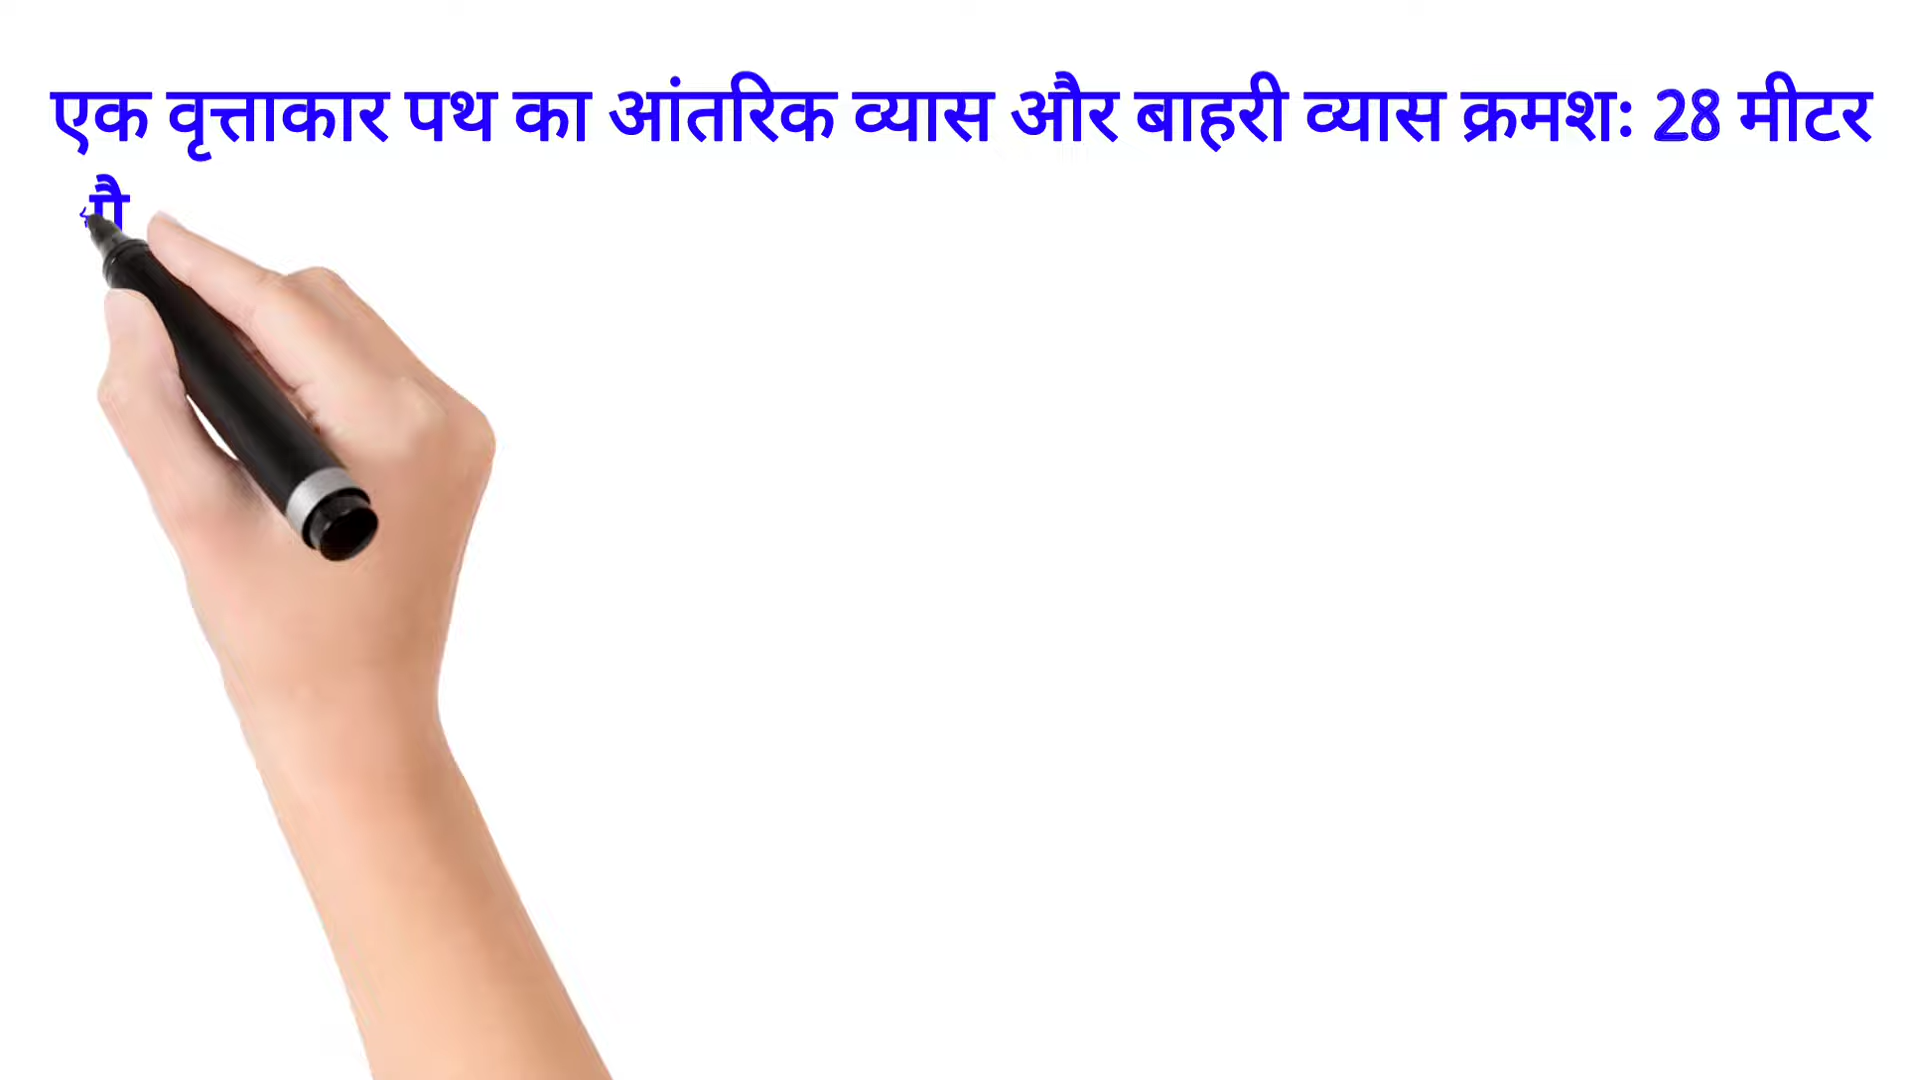 एक वृत्ताकार पथ का आंतरिक व्यास और बाहरी व्यास क्रमशः 28 मीटर